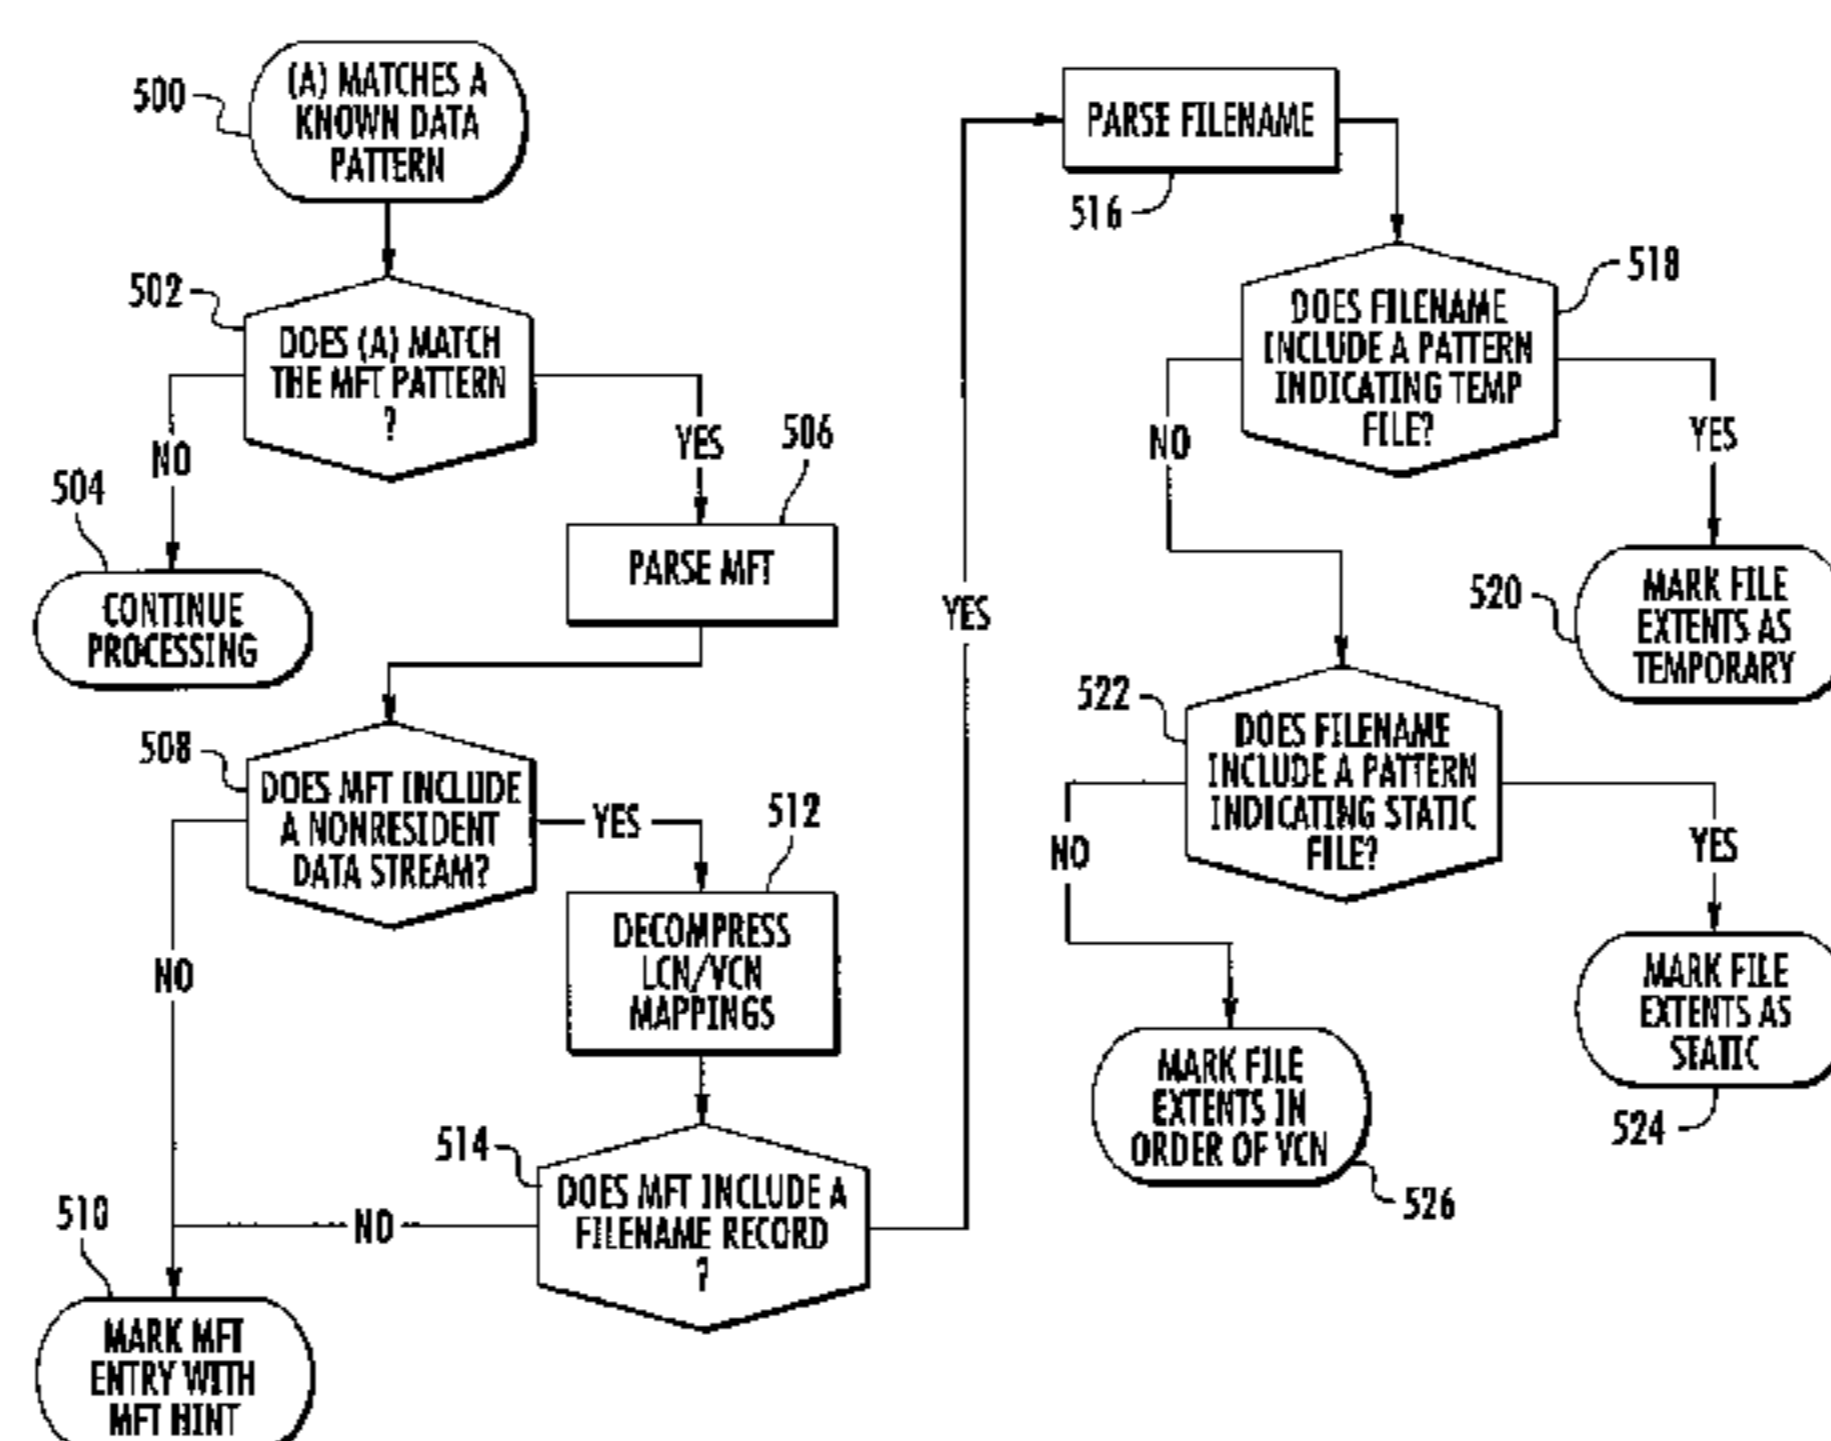 500
(A) MATCHES A
KNOWN DATA
PATTERN
502
DOES (A) MATCH
THE MFT PATTERN
?
NO
YES
504
CONTINUE
PROCESSING
506
PARSE MFT
508
DOES MFT INCLUDE
A NONRESIDENT
DATA STREAM?
YES
NO
512
DECOMPRESS
LCN/VCN
MAPPINGS
514
DOES MFT INCLUDE A
FILENAME RECORD
?
NO
YES
510
MARK MFT
ENTRY WITH
MFT HINT
PARSE FILENAME
516
518
DOES FILENAME
INCLUDE A PATTERN
INDICATING TEMP
FILE?
NO
YES
520
MARK FILE
EXTENTS AS
TEMPORARY
522
DOES FILENAME
INCLUDE A PATTERN
INDICATING STATIC
FILE?
NO
YES
MARK FILE
EXTENTS AS
STATIC
524
MARK FILE
EXTENTS IN
ORDER OF VCN
526